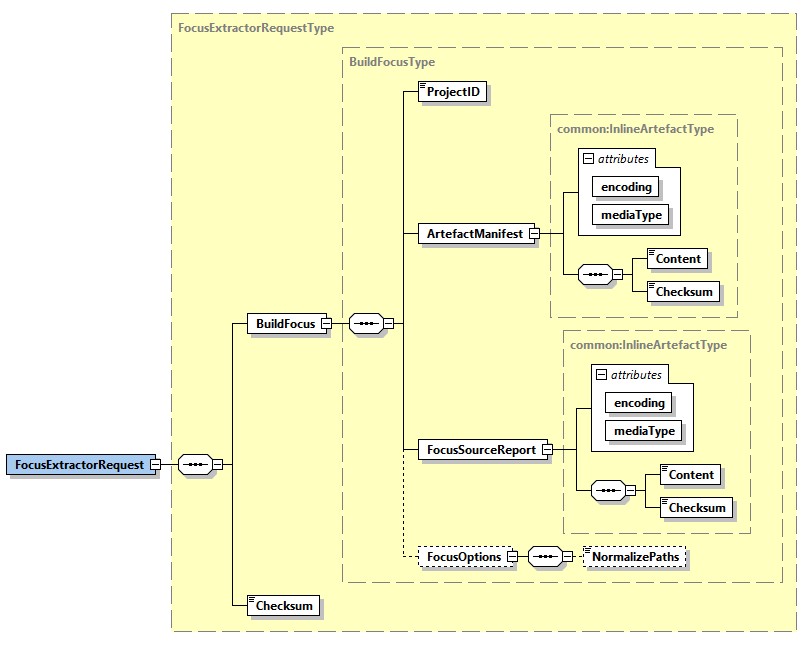 FocusExtractorRequestType
BuildFocusType
ProjectID
common:InlineArtefactType
attributes
encoding
mediaType
ArtefactManifest
Content
Checksum
BuildFocus
common:InlineArtefactType
attributes
encoding
mediaType
FocusSourceReport
FocusExtractorRequest
Content
Checksum
FocusOptions
NormalizePaths
Checksum